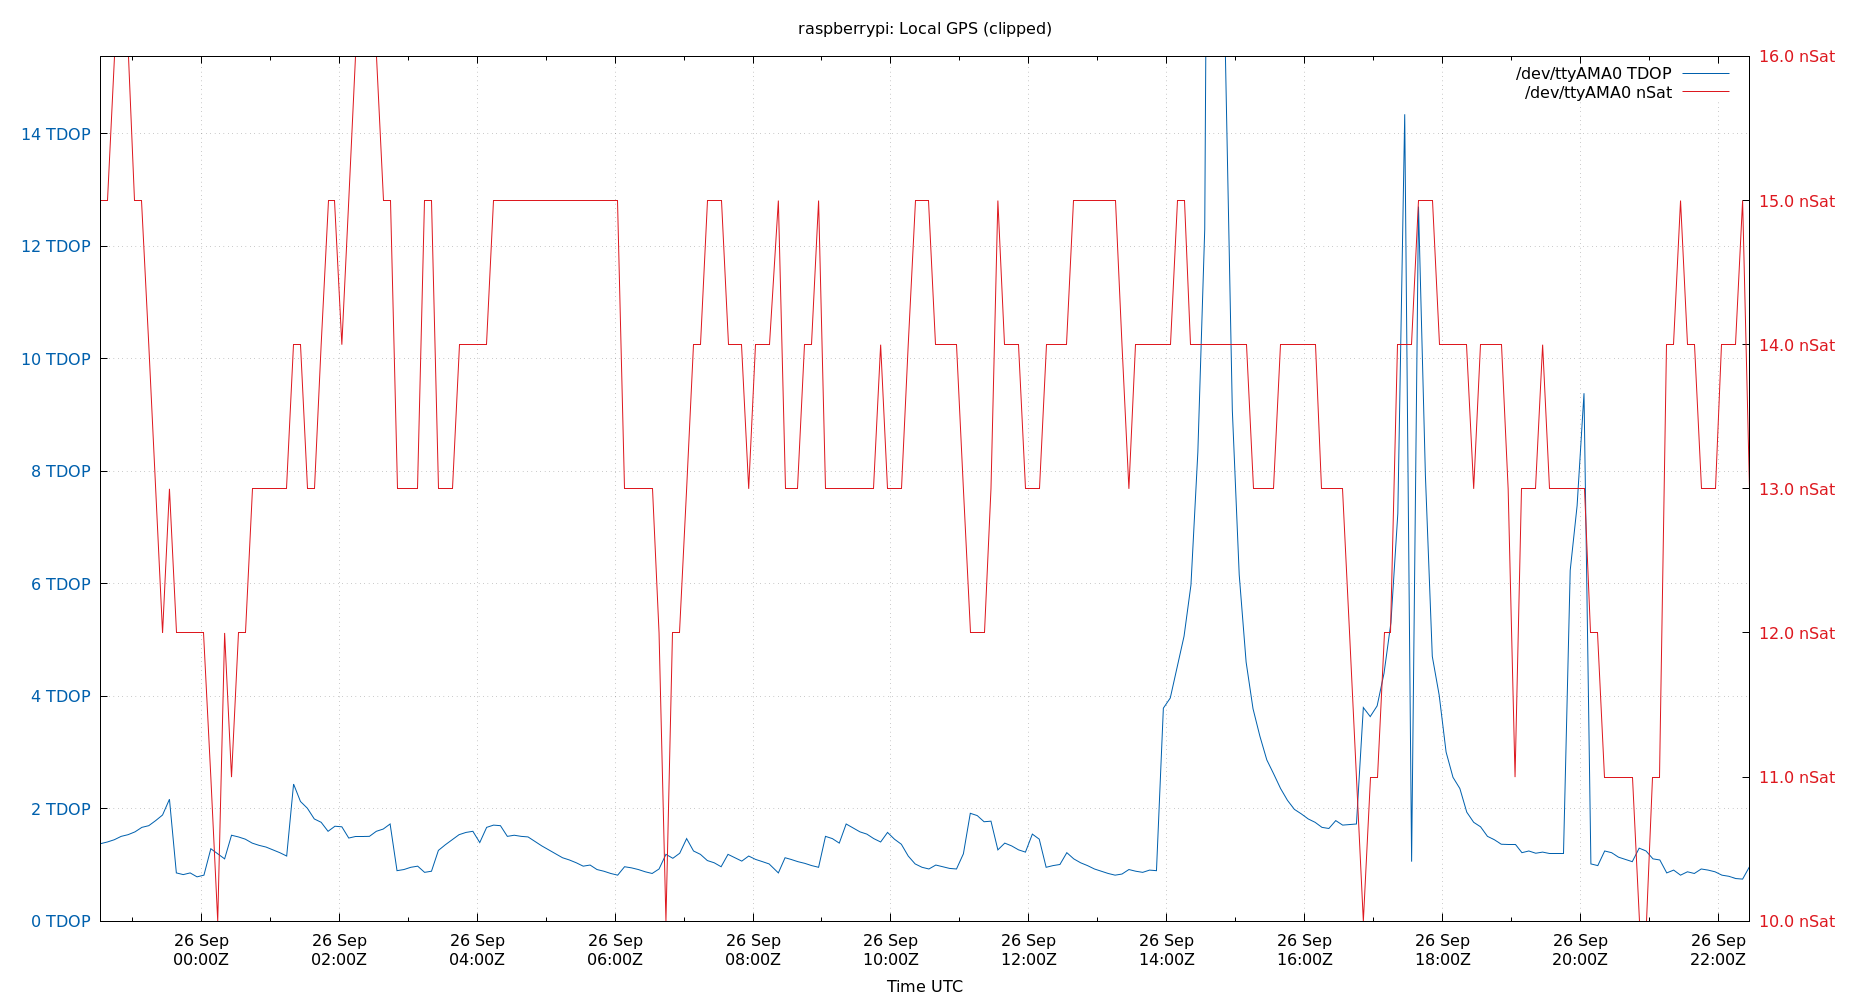 raspberrypi: Local GPS (clipped)
/dev/ttyAMA0 TDOP
/dev/ttyAMA0 nSat
14 TDOP
12 TDOP
10 TDOP
8 TDOP
6 TDOP
4 TDOP
2 TDOP
0 TDOP
16.0 nSat
15.0 nSat
14.0 nSat
13.0 nSat
12.0 nSat
11.0 nSat
10.0 nSat
26 Sep 26 Sep 26 Sep 26 Sep 26 Sep 26 Sep 26 Sep 26 Sep 26 Sep 26 Sep 26 Sep 26 Sep
00:00Z 02:00Z 04:00Z 06:00Z 08:00Z 10:00Z 12:00Z 14:00Z 16:00Z 18:00Z 20:00Z 22:00Z
Time UTC